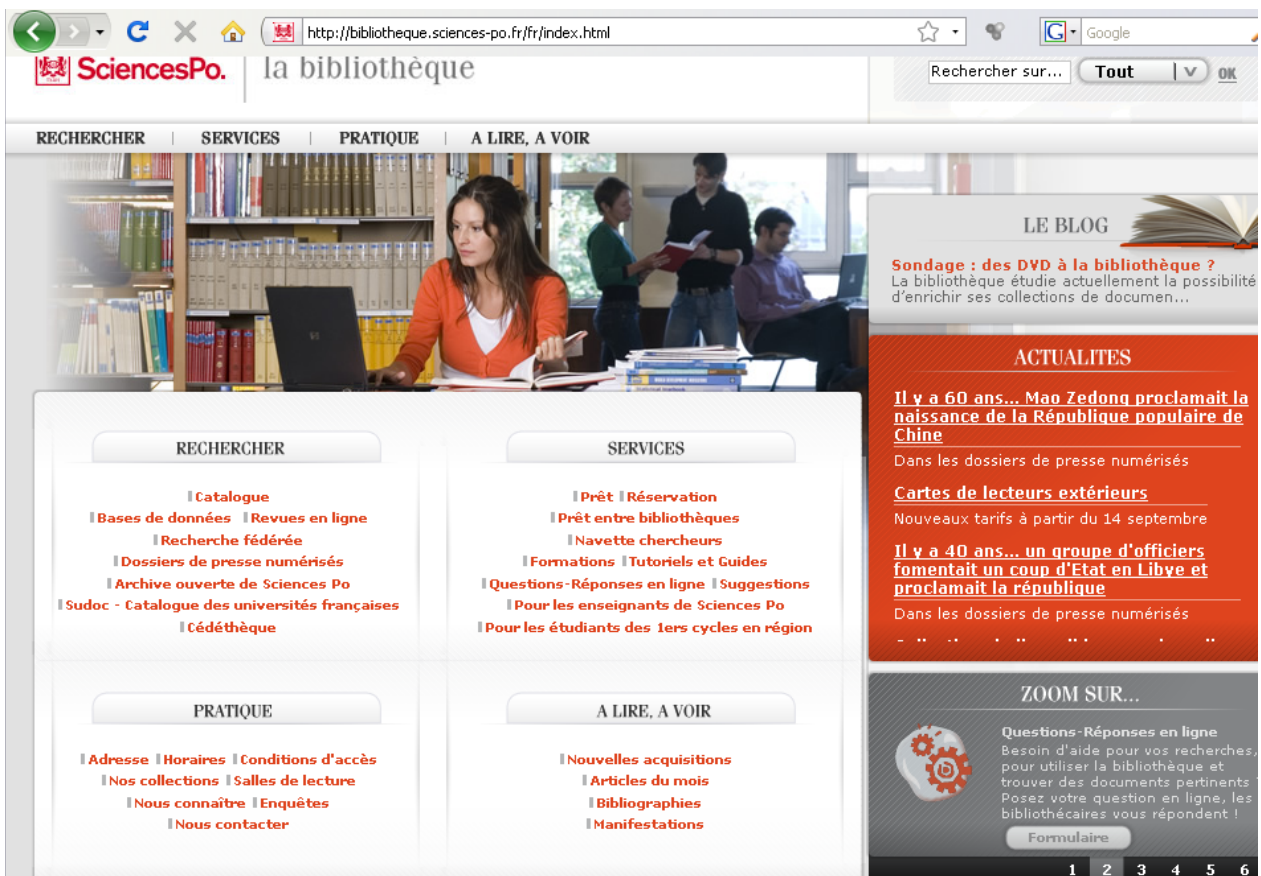 http://bibliotheque.sciences-po.fr/fr/index.html
Google
SciencesPo.
la bibliothèque
Rechercher sur...
Tout
OK
RECHERCHER | SERVICES | PRATIQUE | A LIRE, A VOIR
LE BLOG
Sondage : des DVD à la bibliothèque ?
La bibliothèque étudie actuellement la possibilité
d'enrichir ses collections de documen...
ACTUALITES
Il y a 60 ans... Mao Zedong proclamait la
naissance de la République populaire de
Chine
Dans les dossiers de presse numérisés
Cartes de lecteurs extérieurs
Nouveaux tarifs à partir du 14 septembre
Il y a 40 ans... un groupe d'officiers
fomentait un coup d'Etat en Libye et
proclamait la république
Dans les dossiers de presse numérisés
RECHERCHER
Catalogue
Bases de données Revues en ligne
Recherche fédérée
Dossiers de presse numérisés
Archive ouverte de Sciences Po
Sudoc - Catalogue des universités françaises
Cédéthèque
SERVICES
Prêt Réservation
Prêt entre bibliothèques
Navette chercheurs
Formations Tutoriels et Guides
Questions-Réponses en ligne Suggestions
Pour les enseignants de Sciences Po
Pour les étudiants des 1ers cycles en région
PRATIQUE
Adresse Horaires Conditions d'accès
Nos collections Salles de lecture
Nous connaître Enquêtes
Nous contacter
A LIRE, A VOIR
Nouvelles acquisitions
Articles du mois
Bibliographies
Manifestations
ZOOM SUR...
Questions-Réponses en ligne
Besoin d'aide pour vos recherches,
pour utiliser la bibliothèque et
trouver des documents pertinents ?
Posez votre question en ligne, les
bibliothécaires vous répondent !
Formulaire
1 2 3 4 5 6